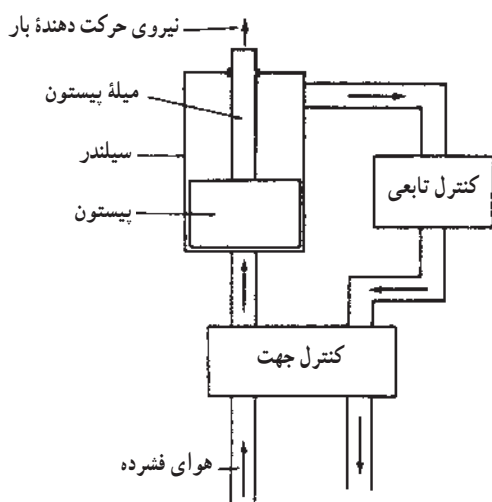 نیروی حرکت دهندهٔ بار
میلهٔ پیستون
سیلندر
پیستون
کنترل تابعی
کنترل جهت
هوای فشرده